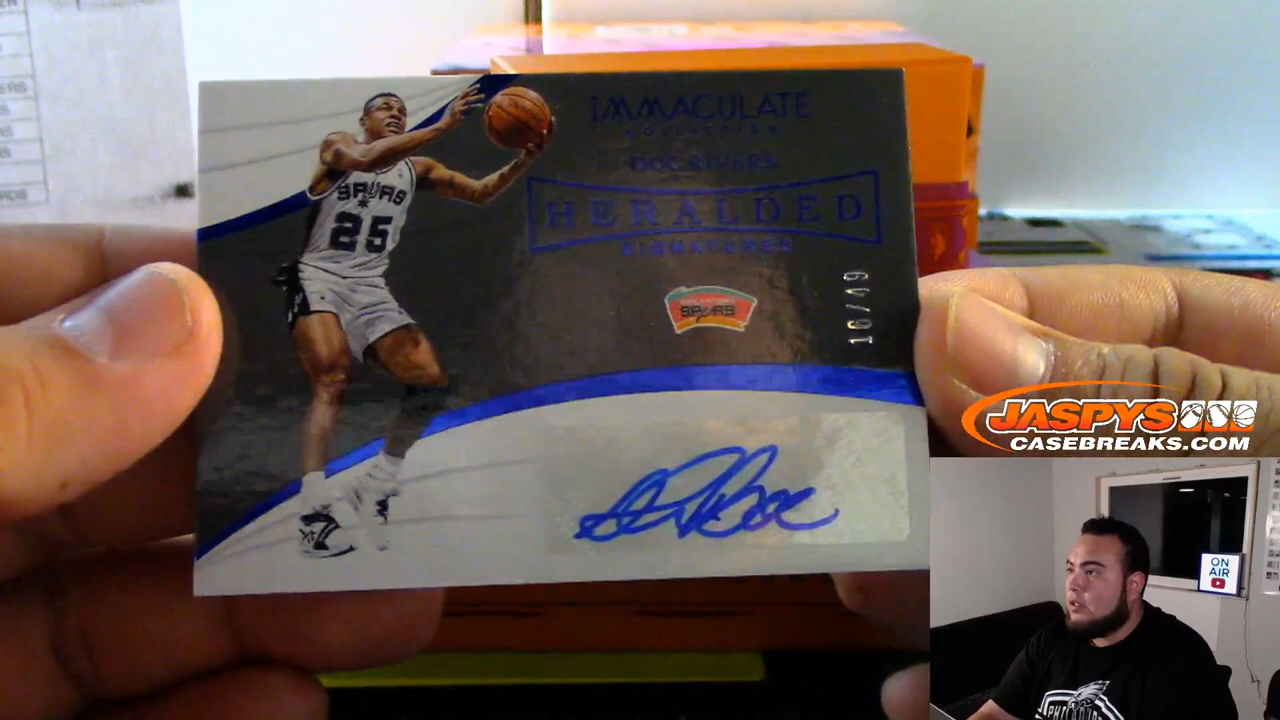 IMMACULATE
COLLECTION
DOC RIVERS
HERALDED
SIGNATURES
SPURS
25
SPURS
16/49
JASPYS
CASEBREAKS.COM
ON
AIR